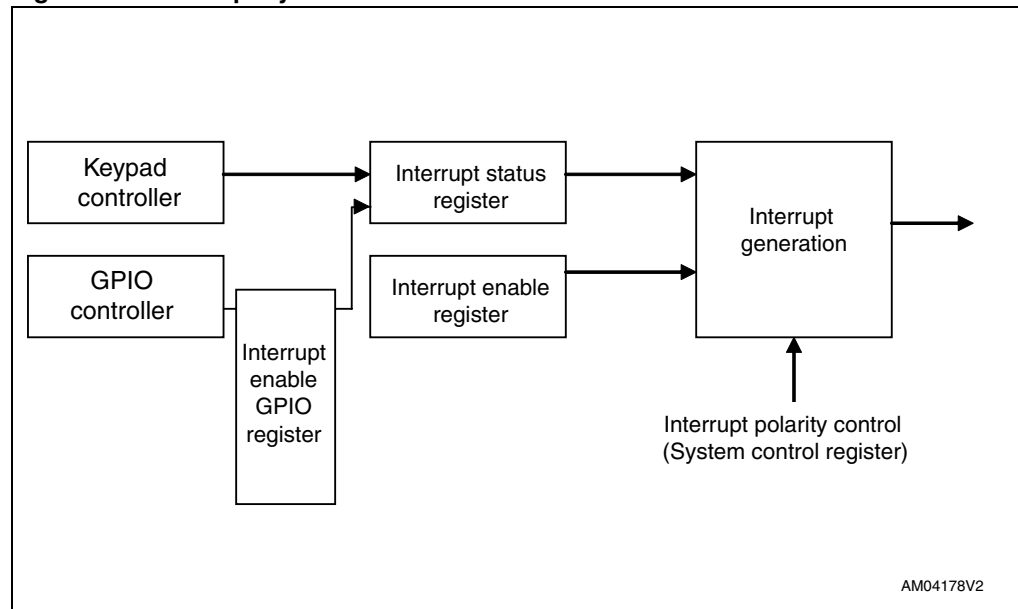 Keypad
controller
Interrupt status
register
Interrupt
generation
GPIO
controller
Interrupt enable
register
Interrupt
enable
GPIO
register
Interrupt polarity control
(System control register)
AM04178V2